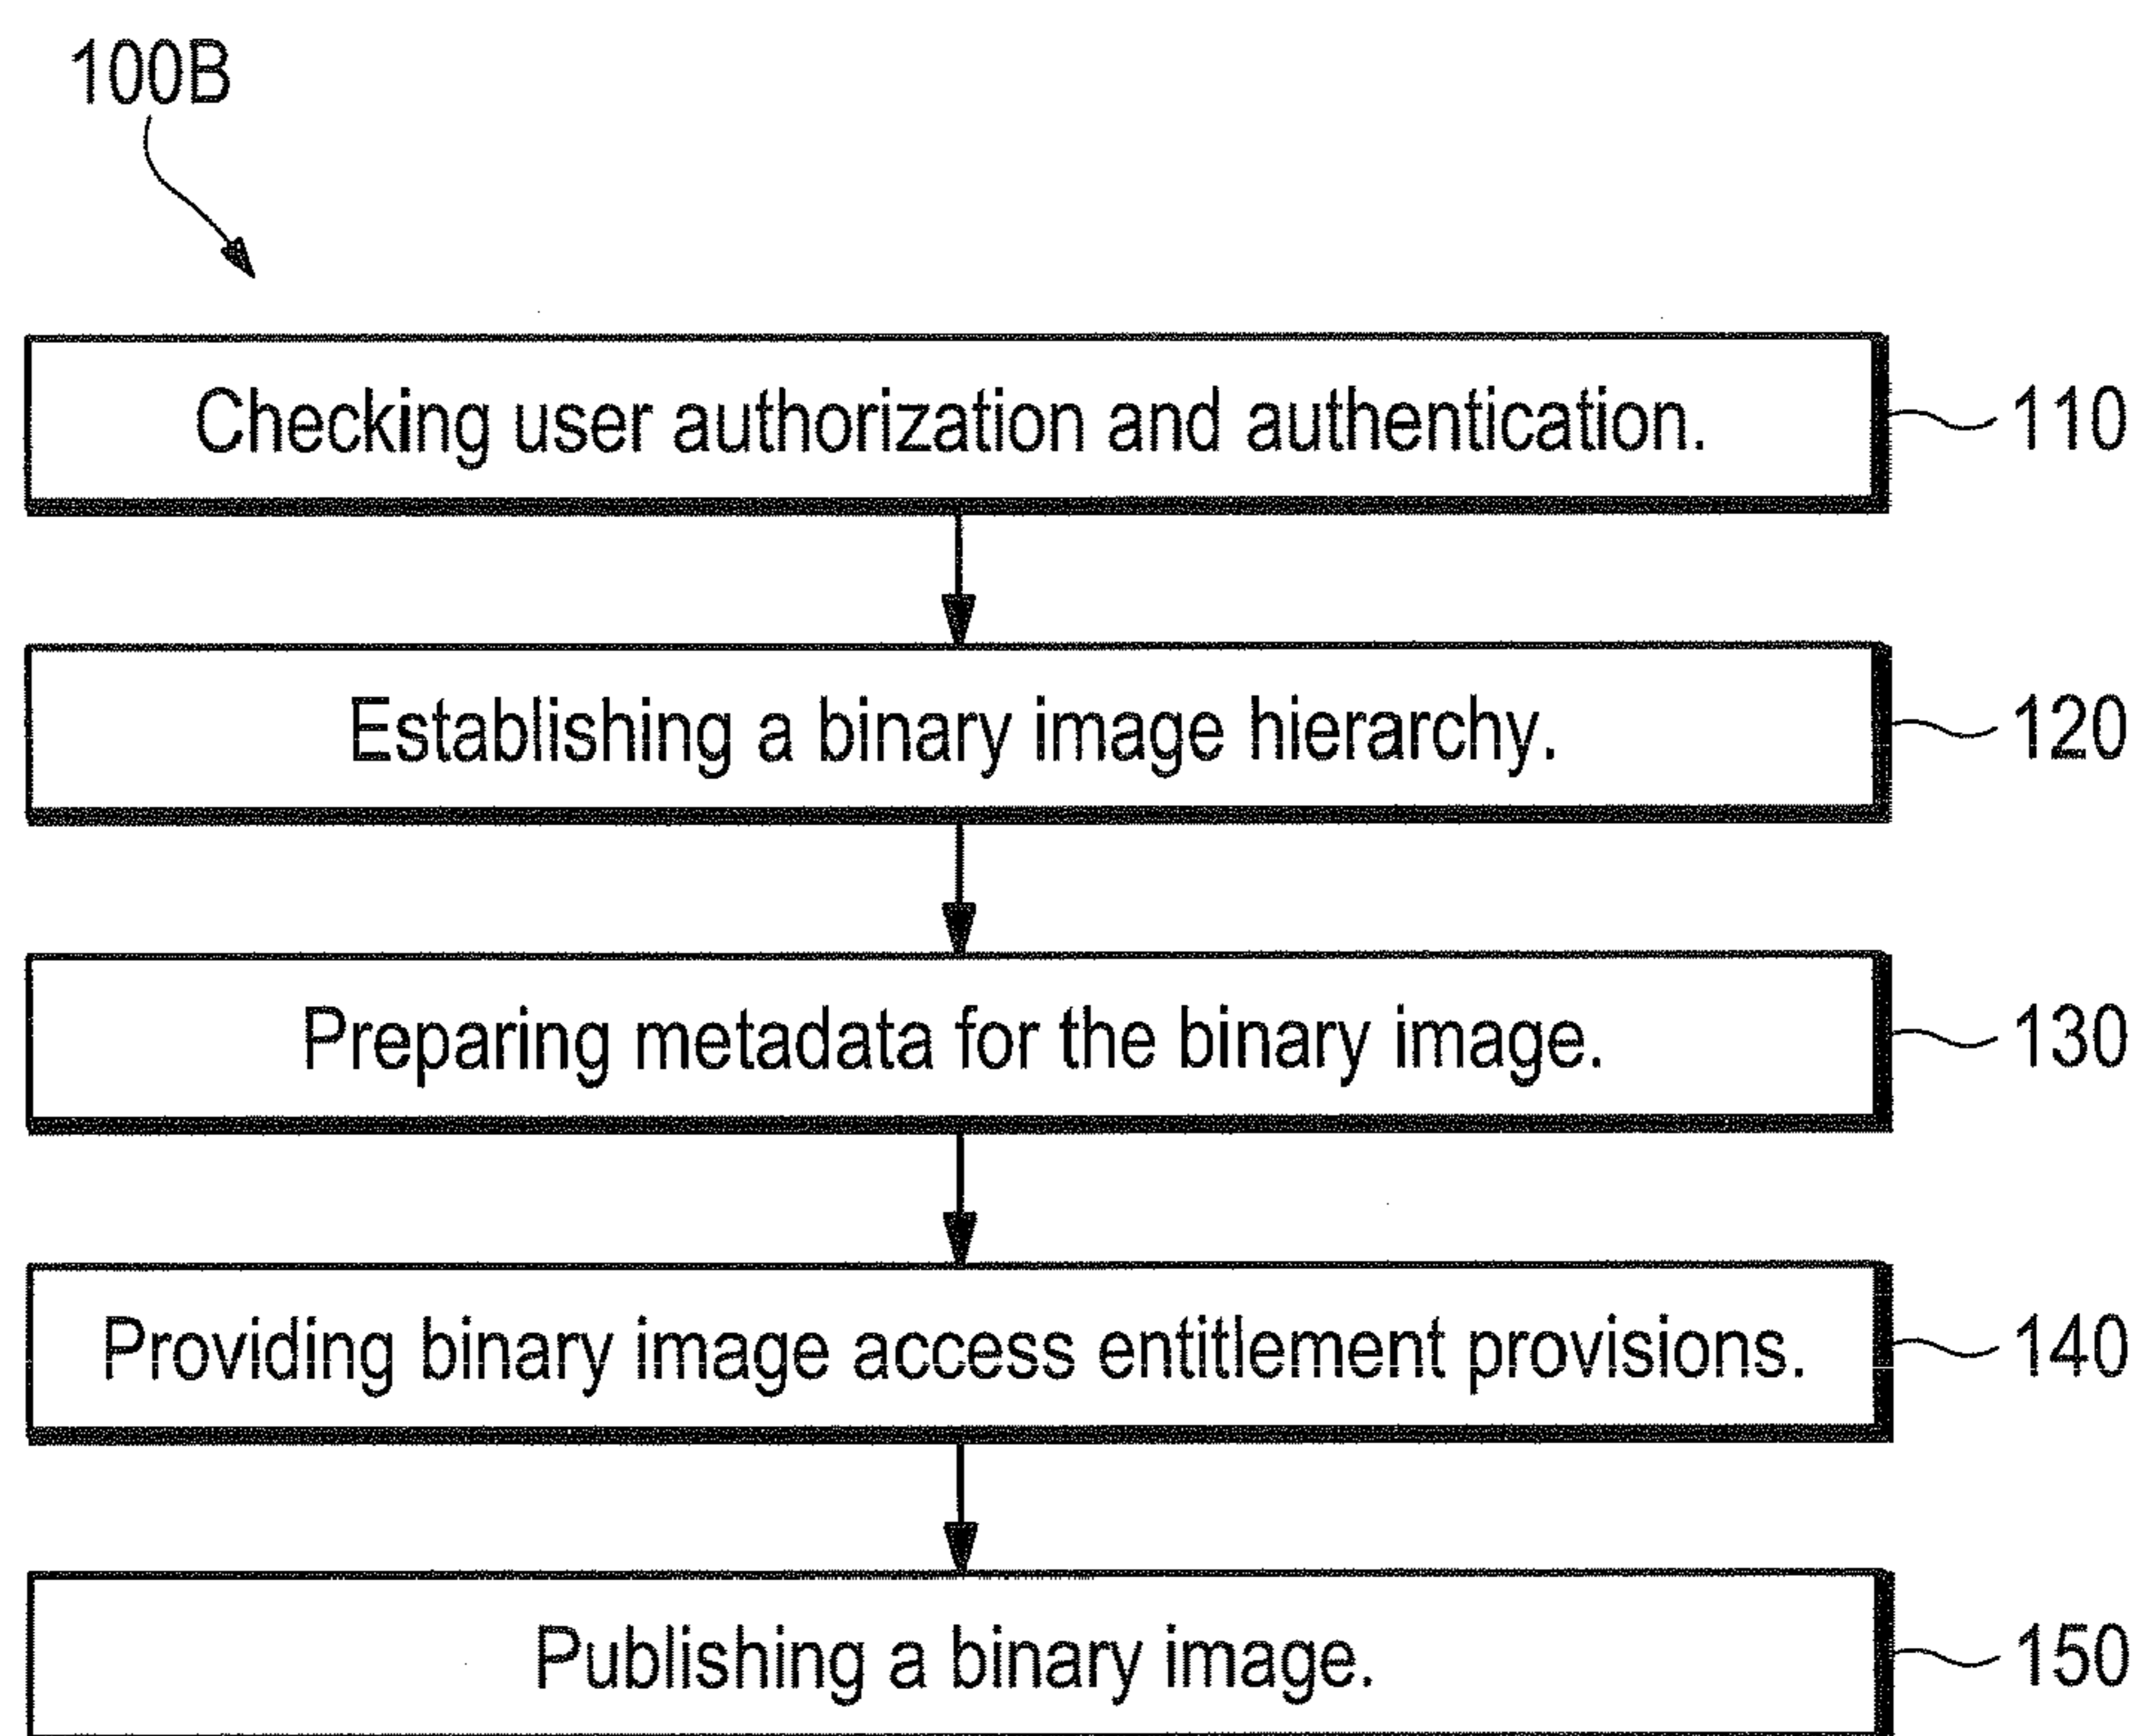 100B
Checking user authorization and authentication.
110
Establishing a binary image hierarchy.
120
Preparing metadata for the binary image.
130
Providing binary image access entitlement provisions.
140
Publishing a binary image.
150